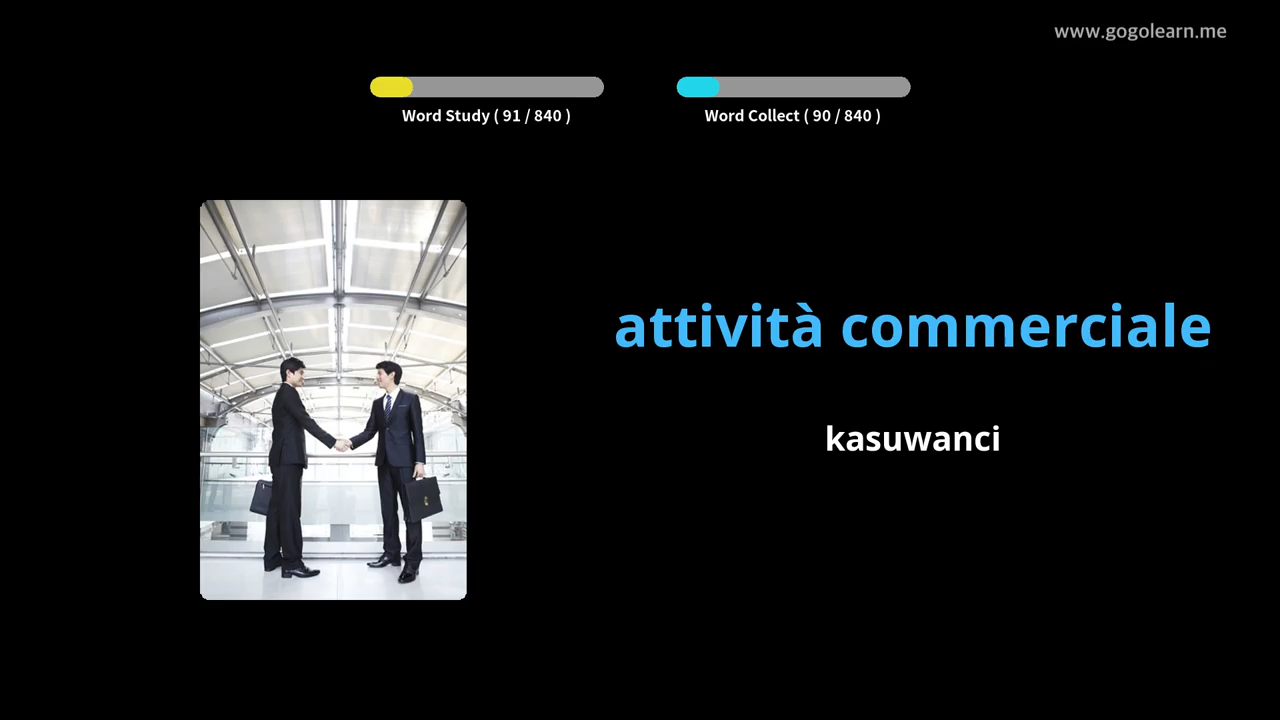 www.gogolearn.me
Word Study ( 91 / 840 )
Word Collect ( 90 / 840 )
attività commerciale
kasuwanci